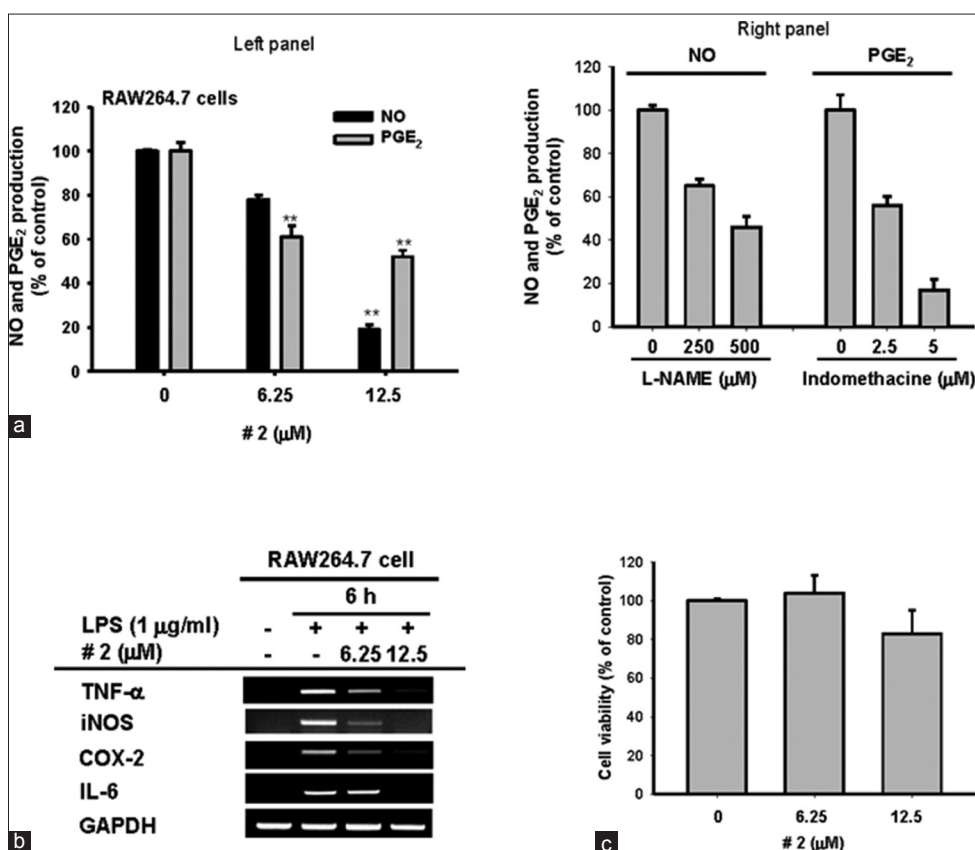 Left panel
RAW264.7 cells
NO
PGE₂
NO and PGE₂ production
(% of control)
120
100
80
60
40
20
0
**
**
**
0 6.25 12.5
# 2 (µM)
a
Right panel
NO PGE₂
NO and PGE₂ production
(% of control)
120
100
80
60
40
20
0
0 250 500 0 2.5 5
L-NAME (µM) Indomethacine (µM)
RAW264.7 cell
6 h
LPS (1 µg/ml) - + + +
# 2 (µM) - - 6.25 12.5
TNF-α
iNOS
COX-2
IL-6
GAPDH
b
Cell viability (% of control)
120
100
80
60
40
20
0
0 6.25 12.5
# 2 (µM)
c